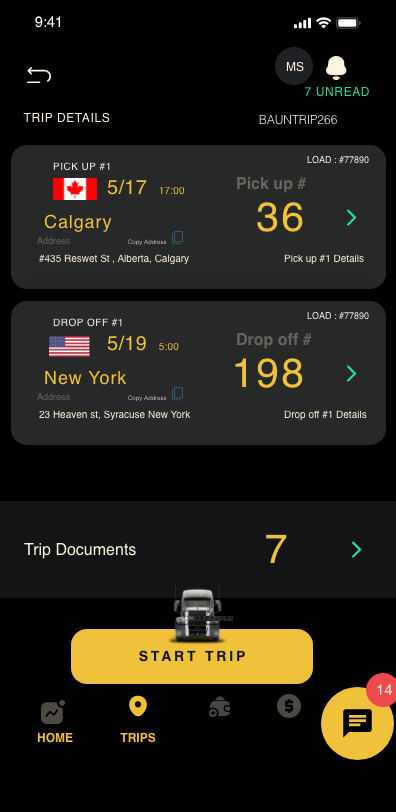 9:41
MS
7 UNREAD
TRIP DETAILS
BAUNTRIP266
LOAD : #77890
PICK UP #1
Pick up #
5/17 17:00
36
Calgary
Address
Copy Address
#435 Reswet St , Alberta, Calgary
Pick up #1 Details
LOAD : #77890
DROP OFF #1
Drop off #
5/19 5:00
198
New York
Address
Copy Address
23 Heaven st, Syracuse New York
Drop off #1 Details
Trip Documents 7
START TRIP
14
HOME
TRIPS